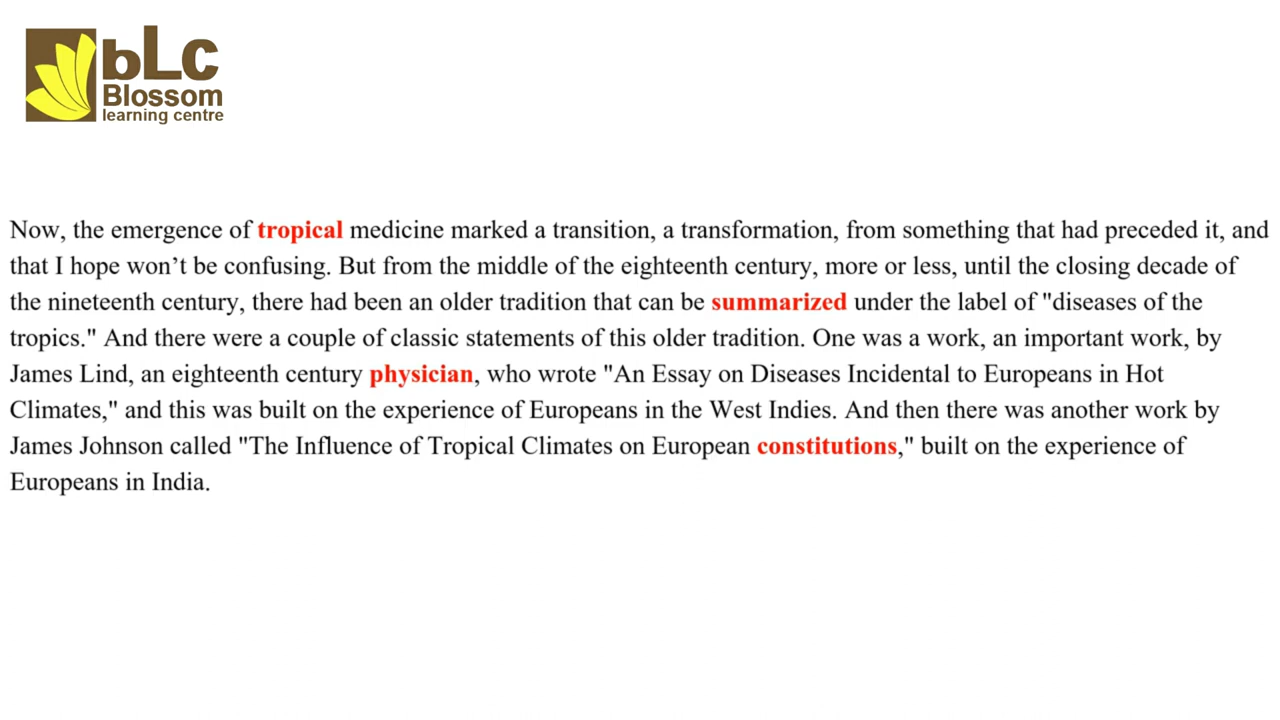 bLc
Blossom
learning centre
Now, the emergence of tropical medicine marked a transition, a transformation, from something that had preceded it, and
that I hope won’t be confusing. But from the middle of the eighteenth century, more or less, until the closing decade of
the nineteenth century, there had been an older tradition that can be summarized under the label of "diseases of the
tropics." And there were a couple of classic statements of this older tradition. One was a work, an important work, by
James Lind, an eighteenth century physician, who wrote "An Essay on Diseases Incidental to Europeans in Hot
Climates," and this was built on the experience of Europeans in the West Indies. And then there was another work by
James Johnson called "The Influence of Tropical Climates on European constitutions," built on the experience of
Europeans in India.